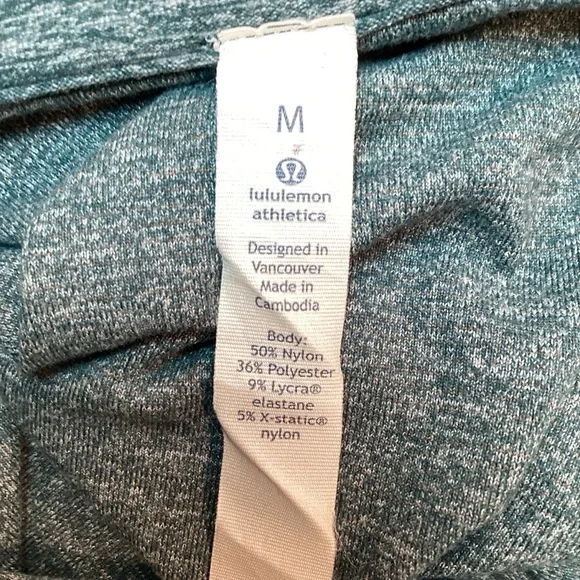 M
lululemon
athletica
Designed in
Vancouver
Made in
Cambodia
Body:
50% Nylon
36% Polyester
9% Lycra®
elastane
5% X-static®
nylon